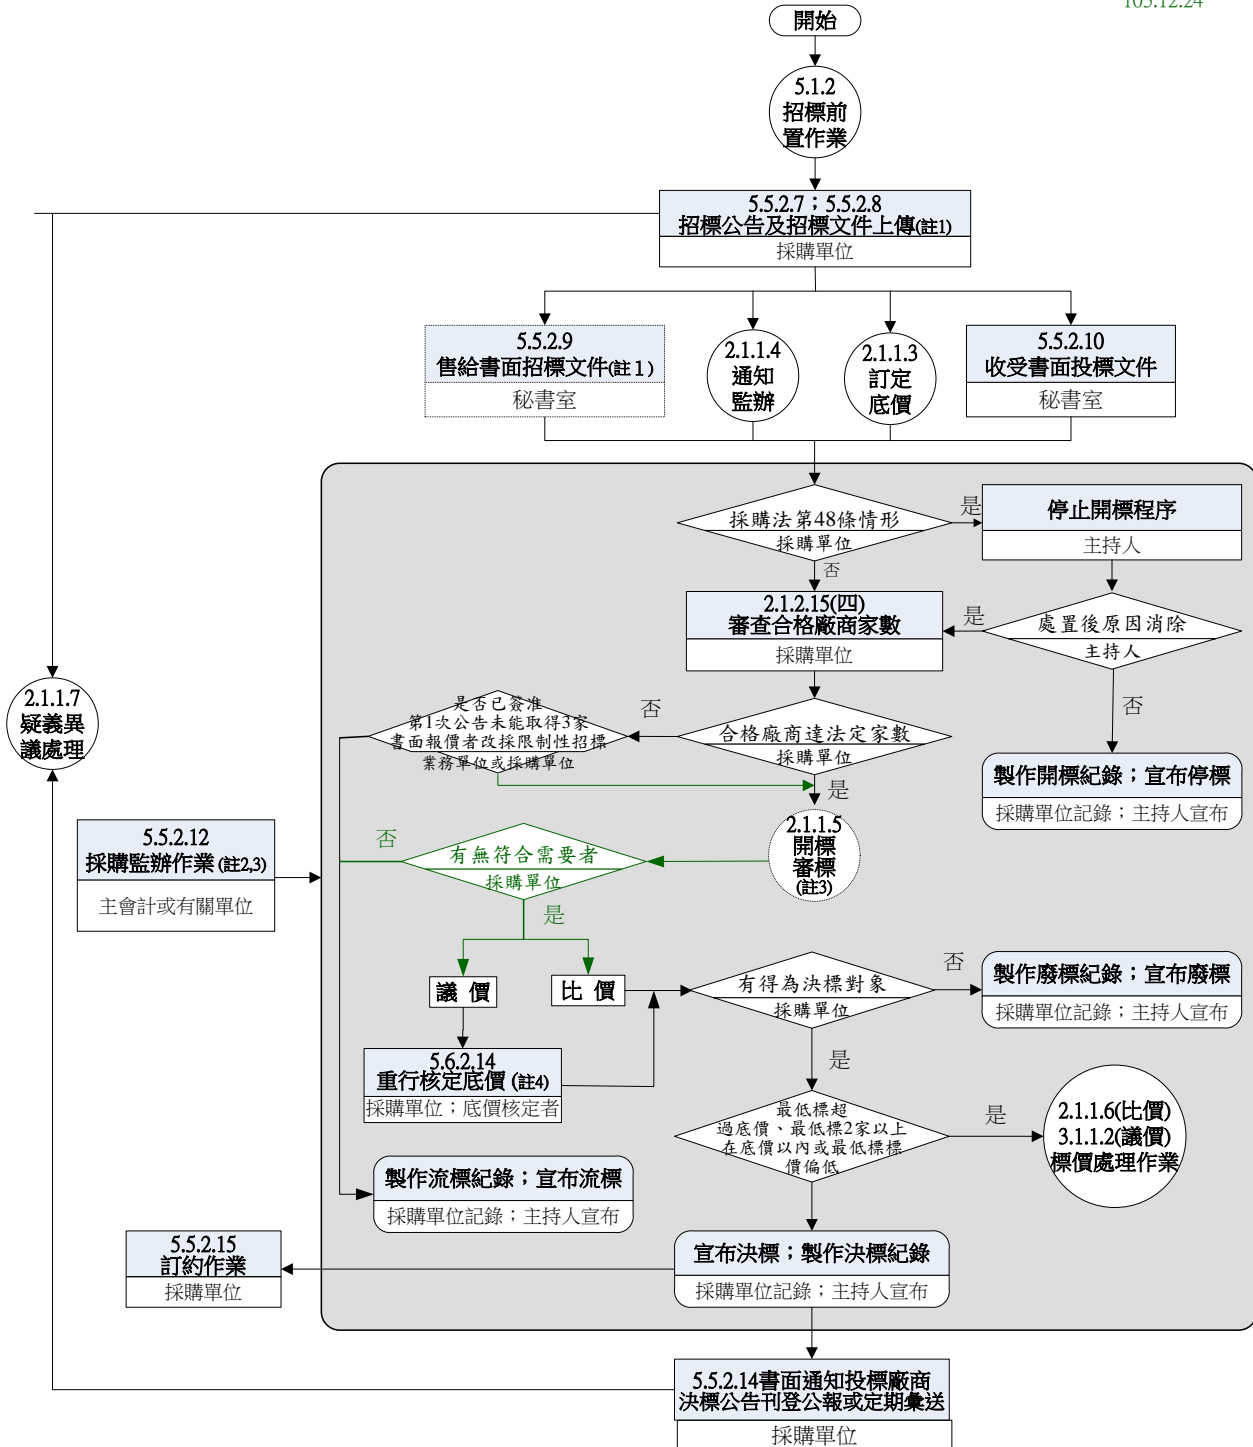 105.12.24
開始
5.1.2
招標前
置作業
5.5.2.7；5.5.2.8
招標公告及招標文件上傳(註1)
採購單位
5.5.2.9
售給書面招標文件(註1)
秘書室
2.1.1.4
通知
監辦
2.1.1.3
訂定
底價
5.5.2.10
收受書面投標文件
秘書室
採購法第48條情形
採購單位
是
停止開標程序
主持人
否
2.1.2.15(四)
審查合格廠商家數
採購單位
是
處置後原因消除
主持人
否
製作開標紀錄；宣布停標
採購單位記錄；主持人宣布
2.1.1.7
疑義異
議處理
是否已簽准
第1次公告未能取得3家
書面報價者改採限制性招標
業務單位或採購單位
否
合格廠商達法定家數
採購單位
是
5.5.2.12
採購監辦作業(註2,3)
主會計或有關單位
否
有無符合需要者
採購單位
2.1.1.5
開標
審標
(註3)
是
議 價
比 價
有得為決標對象
採購單位
否
製作廢標紀錄；宣布廢標
採購單位記錄；主持人宣布
5.6.2.14
重行核定底價(註4)
採購單位；底價核定者
是
最低標超
過底價、最低標2家以上
在底價以內或最低標標
價偏低
是
2.1.1.6(比價)
3.1.1.2(議價)
標價處理作業
製作流標紀錄；宣布流標
採購單位記錄；主持人宣布
5.5.2.15
訂約作業
採購單位
宣布決標；製作決標紀錄
採購單位記錄；主持人宣布
5.5.2.14書面通知投標廠商
決標公告刊登公報或定期彙送
採購單位